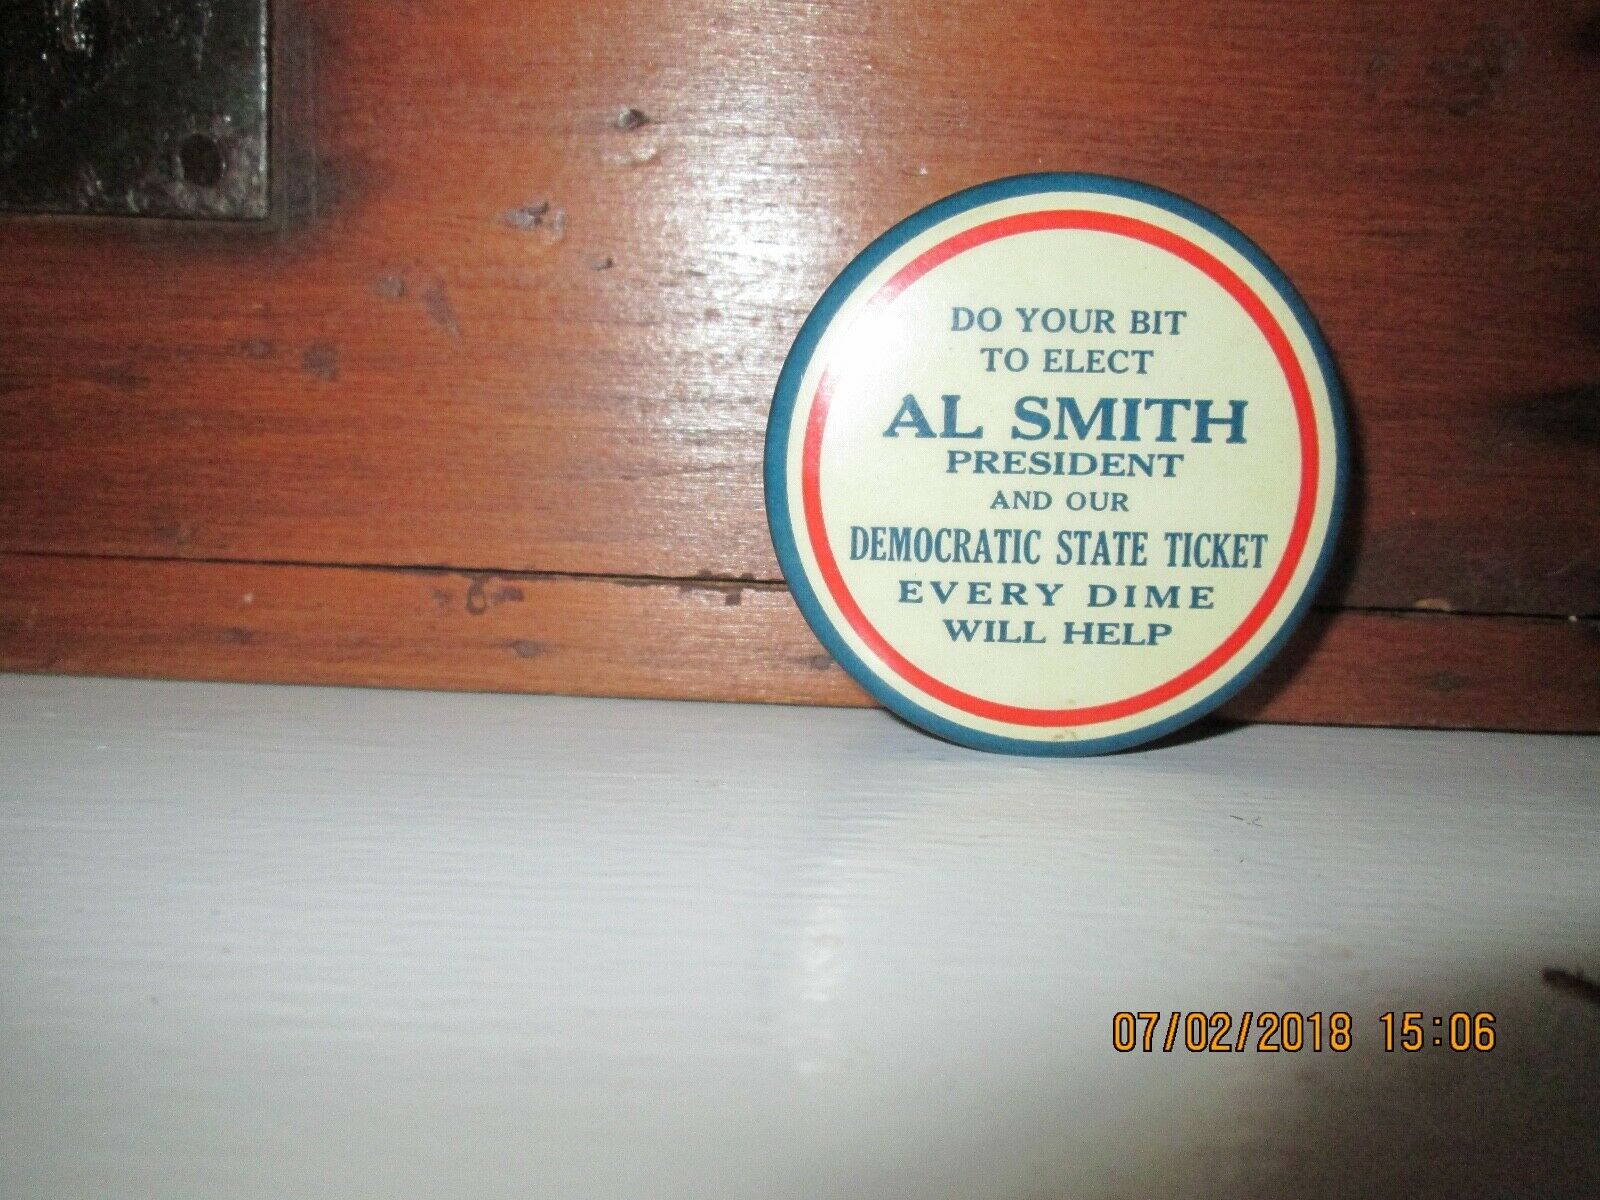 DO YOUR BIT
TO ELECT
AL SMITH
PRESIDENT
AND OUR
DEMOCRATIC STATE TICKET
EVERY DIME
WILL HELP
07/02/2018 15:06